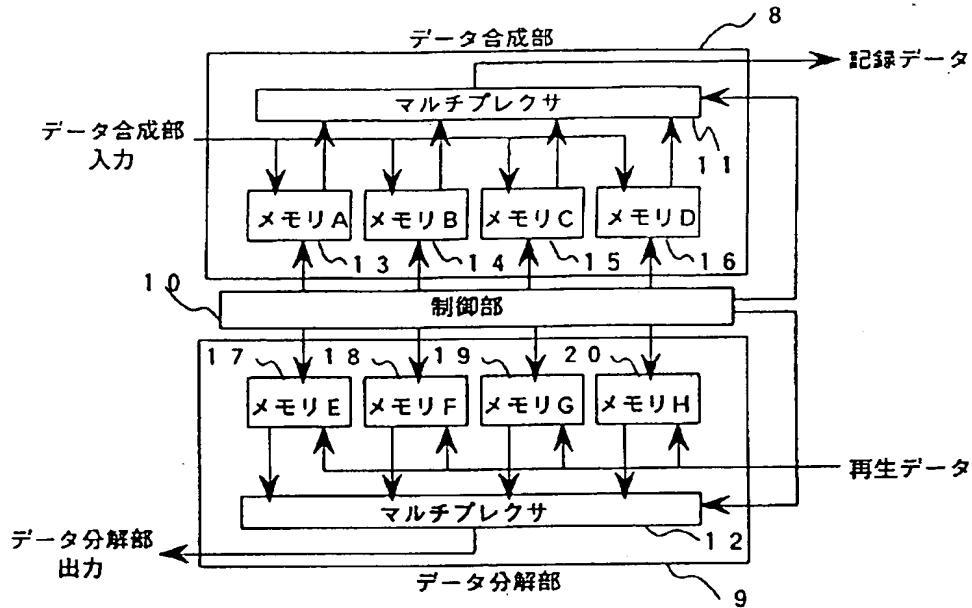 データ合成部
8
記録データ
マルチプレクサ
データ合成部
入力
11
メモリA
メモリB
メモリC
メモリD
13
14
15
16
10
制御部
17
18
19
20
メモリE
メモリF
メモリG
メモリH
再生データ
マルチプレクサ
12
データ分解部
出力
データ分解部
9